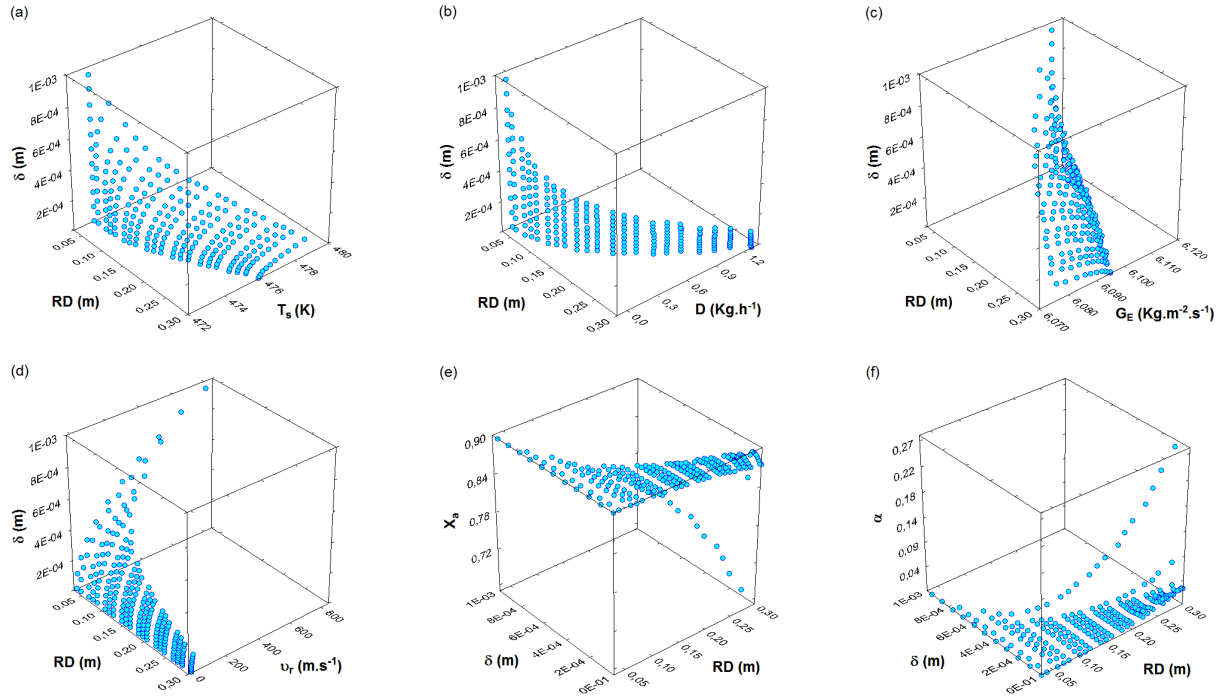 (a)
1E-03
8E-04
6E-04
4E-04
2E-04
δ (m)
0.05
0,10
0,15
0,20
0,25
0,30
RD (m)
472
474
476
478
480
Ts (K)
(b)
1E-03
8E-04
6E-04
4E-04
2E-04
δ (m)
0.05
0,10
0,15
0,20
0,25
0,30
RD (m)
0,0
0,3
0,6
0,9
1,2
D (Kg.h-1)
(c)
1E-03
8E-04
6E-04
4E-04
2E-04
δ (m)
0.05
0,10
0,15
0,20
0,25
0,30
RD (m)
6,070
6,080
6,090
6,100
6,110
6,120
GE (Kg.m-2.s-1)
(d)
1E-03
8E-04
6E-04
4E-04
2E-04
δ (m)
0.05
0,10
0,15
0,20
0,25
0,30
RD (m)
0
200
400
600
800
υr (m.s-1)
(e)
0,90
0,84
0,78
0,72
Xa
1E-03
8E-04
6E-04
4E-04
2E-04
0E-01
δ (m)
0,05
0,10
0,15
0,20
0,25
0,30
RD (m)
(f)
0,27
0,22
0,18
0,14
0,09
0,04
α
1E-03
8E-04
6E-04
4E-04
2E-04
0E-01
δ (m)
0,05
0,10
0,15
0,20
0,25
0,30
RD (m)